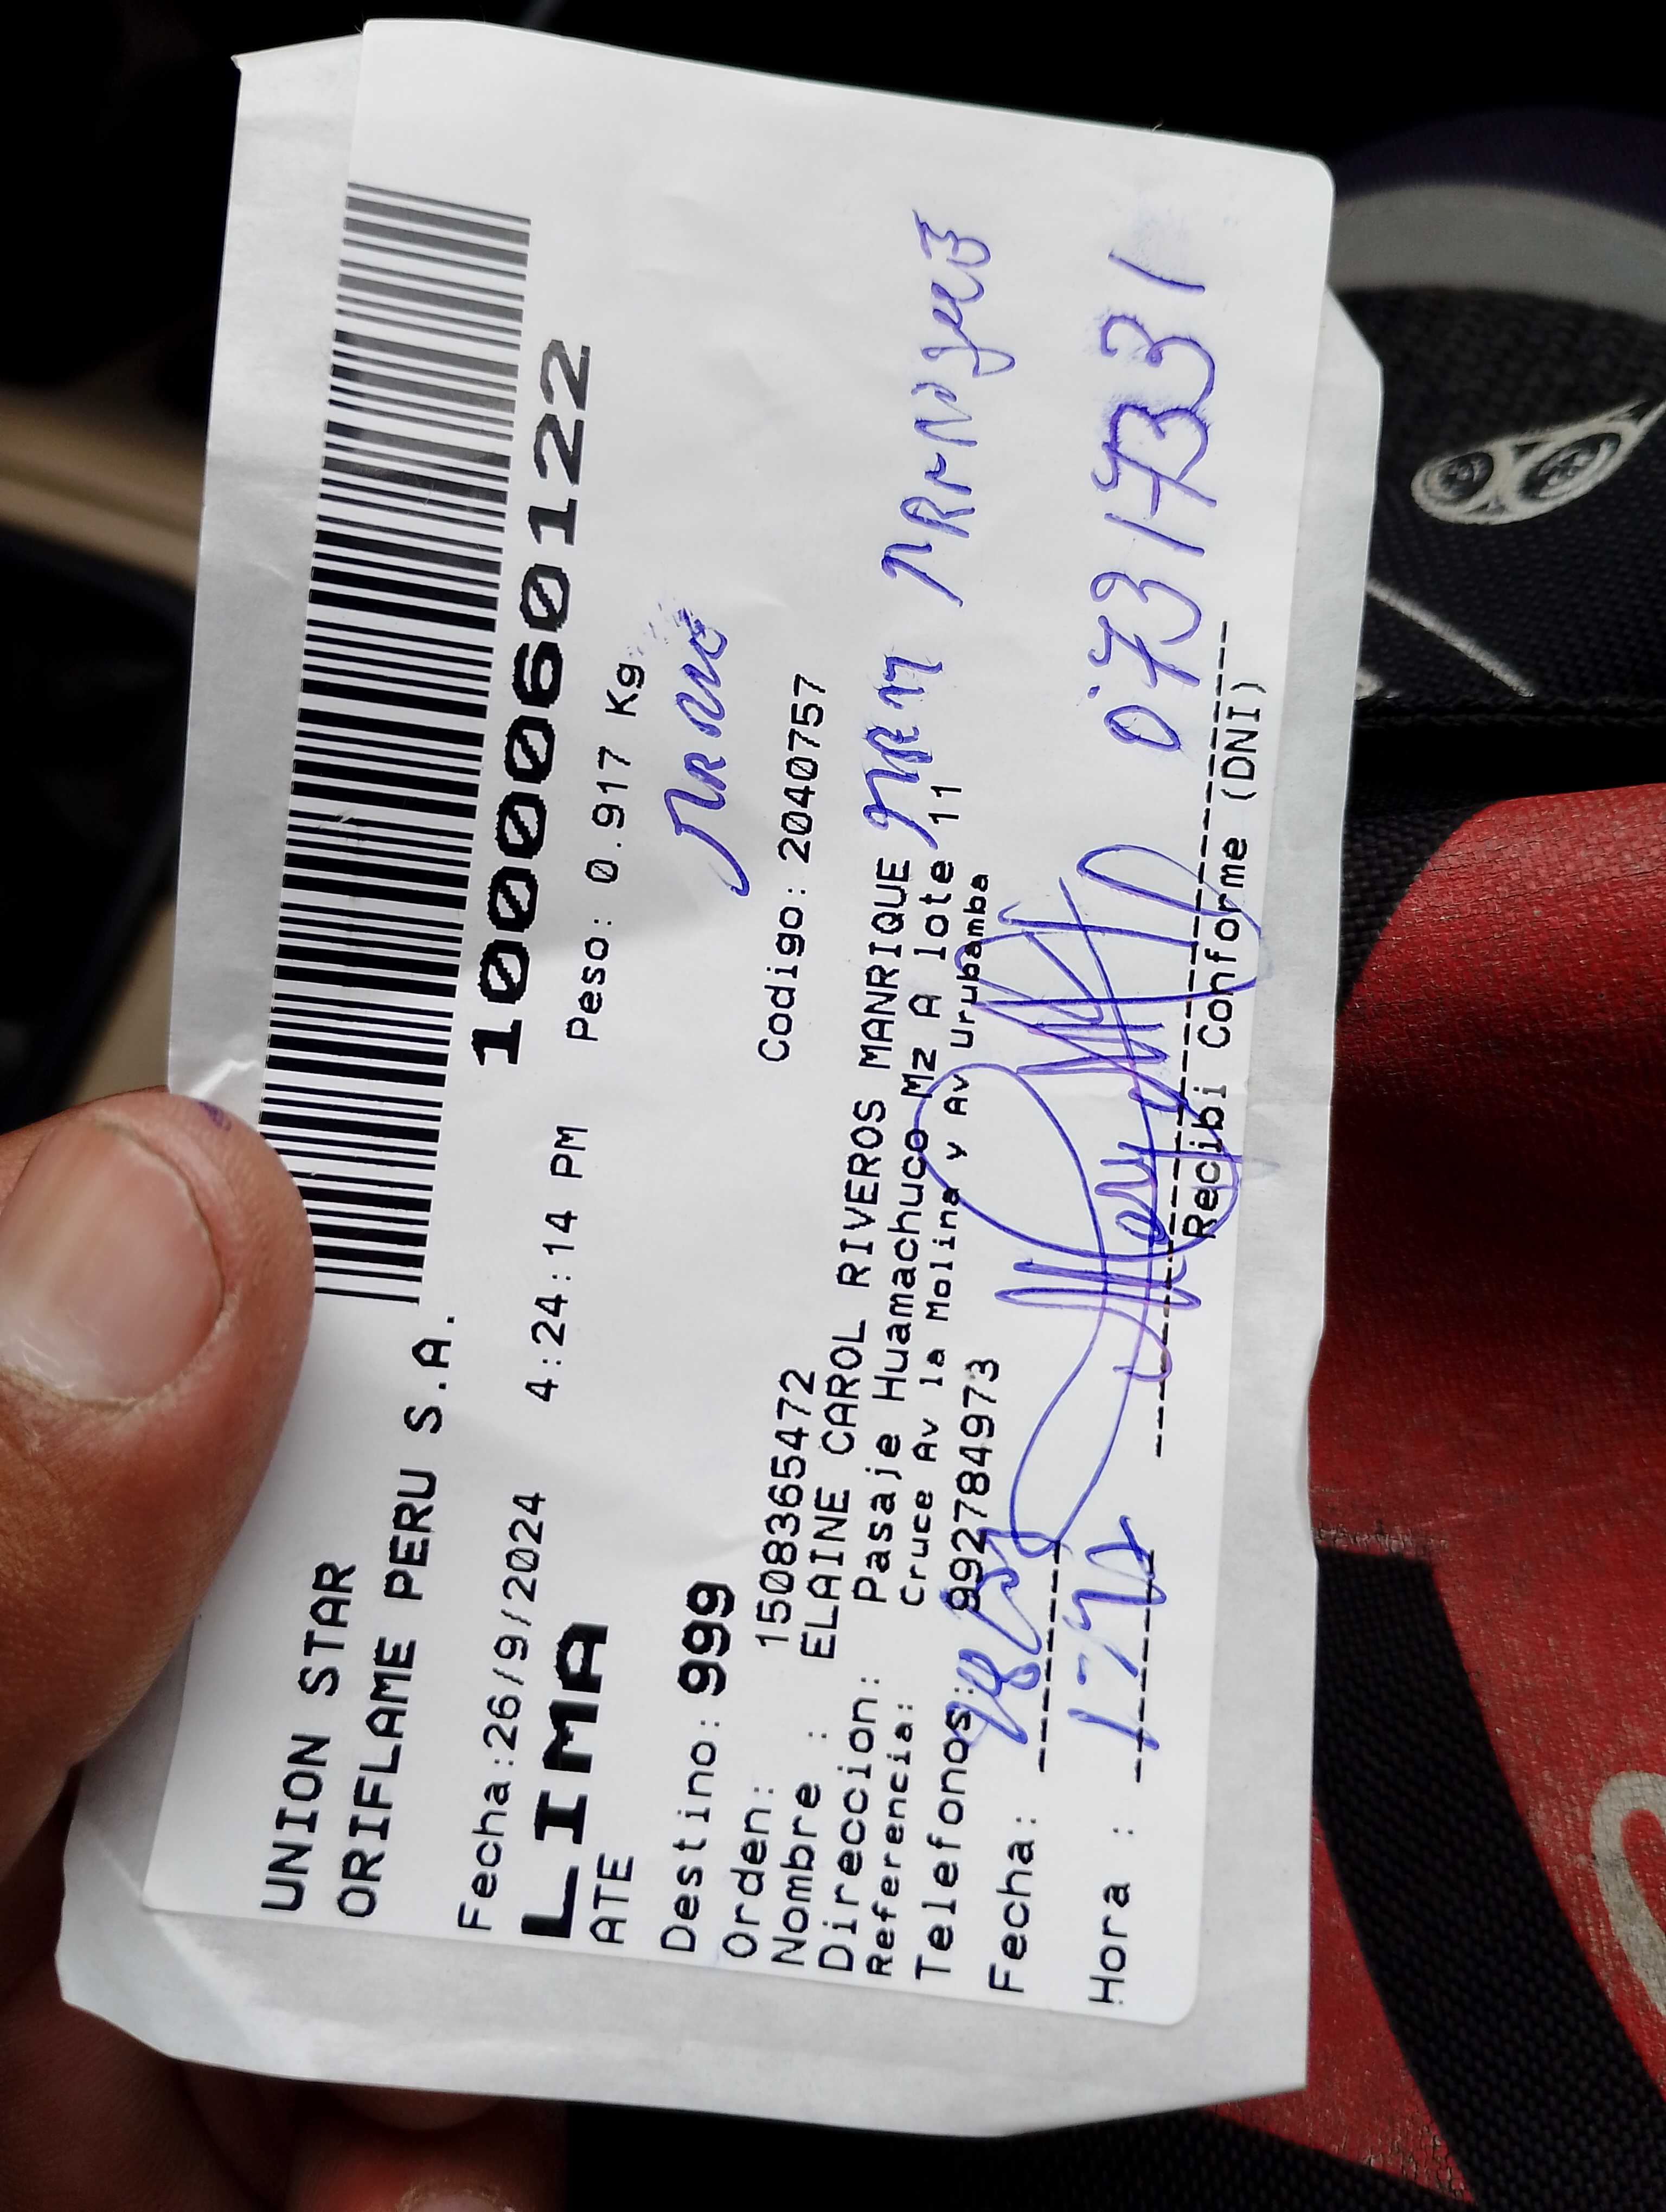 UNION STAR
ORIFLAME PERU S.A.
1000060122
Fecha:26/9/2024 4:24:14 PM Peso: 0.917 Kg
LIMA
ATE
Destino: 999
Orden: 1508365472 Codigo: 2040757
Nombre : ELAINE CAROL RIVEROS MANRIQUE
Direccion: Pasaje Huamachuco Mz A lote 11
Referencia: Cruce Av la Molina y Av Urubamba
Telefonos: 992784973
Fecha:
Hora :
07317331
Recibi Conforme (DNI)